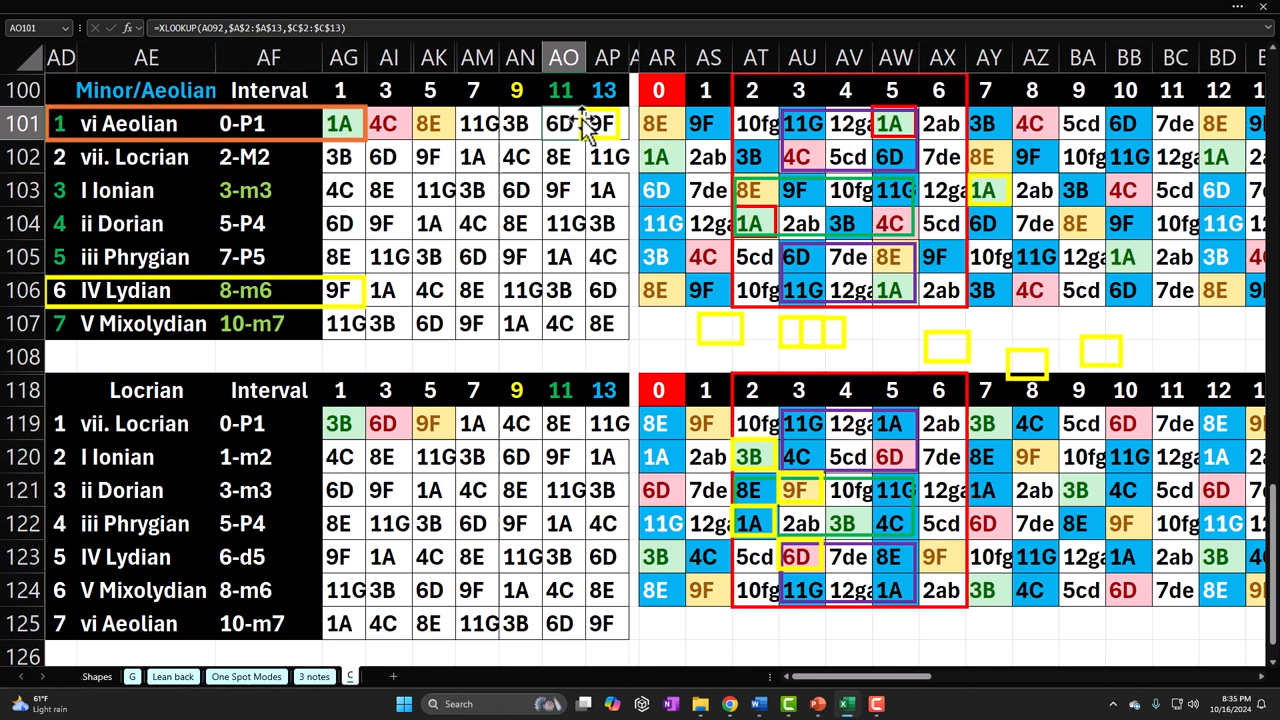 AO101 fx =XLOOKUP(AO92,$A$2:$A$13,$C$2:$C$13)
AD AE AF AG AI AK AM AN AO AP AR AS AT AU AV AW AX AY AZ BA BB BC BD
100 Minor/Aeolian Interval 1 3 5 7 9 11 13 0 1 2 3 4 5 6 7 8 9 10 11 12
101 1 vi Aeolian 0-P1 1A 4C 8E 11G 3B 6D 9F 8E 9F 10fg 11G 12ga 1A 2ab 3B 4C 5cd 6D 7de 8E 9
102 2 vii. Locrian 2-M2 3B 6D 9F 1A 4C 8E 11G 1A 2ab 3B 4C 5cd 6D 7de 8E 9F 10fg 11G 12ga 1A 2
103 3 I Ionian 3-m3 4C 8E 11G 3B 6D 9F 1A 6D 7de 8E 9F 10fg 11G 12ga 1A 2ab 3B 4C 5cd 6D 7
104 4 ii Dorian 5-P4 6D 9F 1A 4C 8E 11G 3B 11G 12ga 1A 2ab 3B 4C 5cd 6D 7de 8E 9F 10fg 11G 12
105 5 iii Phrygian 7-P5 8E 11G 3B 6D 9F 1A 4C 3B 4C 5cd 6D 7de 8E 9F 10fg 11G 12ga 1A 2ab 3B 4
106 6 IV Lydian 8-m6 9F 1A 4C 8E 11G 3B 6D 8E 9F 10fg 11G 12ga 1A 2ab 3B 4C 5cd 6D 7de 8E 9
107 7 V Mixolydian 10-m7 11G 3B 6D 9F 1A 4C 8E
108
118 Locrian Interval 1 3 5 7 9 11 13 0 1 2 3 4 5 6 7 8 9 10 11 12
119 1 vii. Locrian 0-P1 3B 6D 9F 1A 4C 8E 11G 8E 9F 10fg 11G 12ga 1A 2ab 3B 4C 5cd 6D 7de 8E 9
120 2 I Ionian 1-m2 4C 8E 11G 3B 6D 9F 1A 1A 2ab 3B 4C 5cd 6D 7de 8E 9F 10fg 11G 12ga 1A 2
121 3 ii Dorian 3-m3 6D 9F 1A 4C 8E 11G 3B 6D 7de 8E 9F 10fg 11G 12ga 1A 2ab 3B 4C 5cd 6D 7
122 4 iii Phrygian 5-P4 8E 11G 3B 6D 9F 1A 4C 11G 12ga 1A 2ab 3B 4C 5cd 6D 7de 8E 9F 10fg 11G 12
123 5 IV Lydian 6-d5 9F 1A 4C 8E 11G 3B 6D 3B 4C 5cd 6D 7de 8E 9F 10fg 11G 12ga 1A 2ab 3B 4
124 6 V Mixolydian 8-m6 11G 3B 6D 9F 1A 4C 8E 8E 9F 10fg 11G 12ga 1A 2ab 3B 4C 5cd 6D 7de 8E 9
125 7 vi Aeolian 10-m7 1A 4C 8E 11G 3B 6D 9F
126
Shapes G Lean back One Spot Modes 3 notes C
61°F
Light rain
Search
8:35 PM
10/16/2024